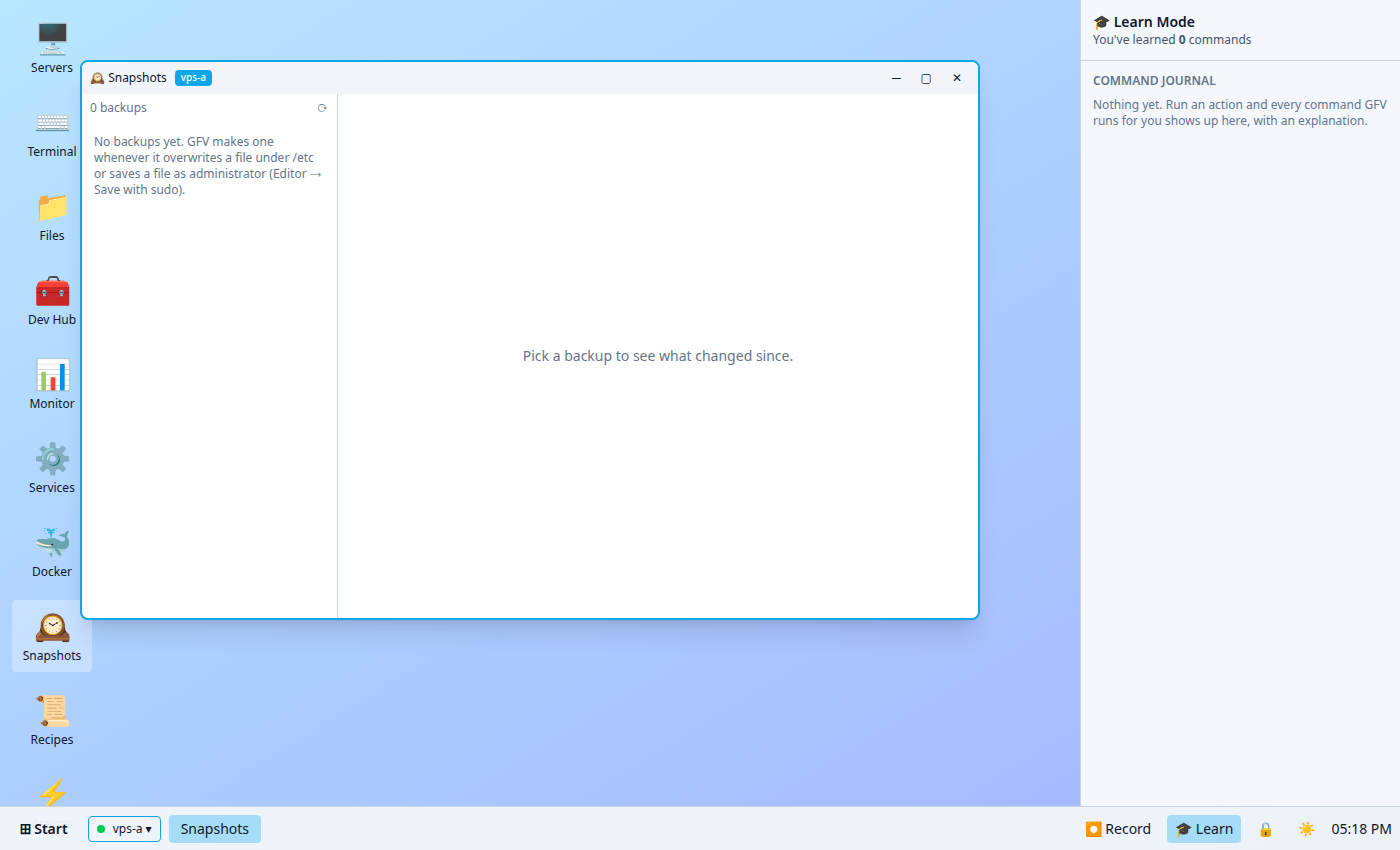 Servers
Terminal
Files
Dev Hub
Monitor
Services
Docker
Snapshots
Recipes
Snapshots vps-a
0 backups
No backups yet. GFV makes one
whenever it overwrites a file under /etc
or saves a file as administrator (Editor →
Save with sudo).
Pick a backup to see what changed since.
Learn Mode
You've learned 0 commands
COMMAND JOURNAL
Nothing yet. Run an action and every command GFV
runs for you shows up here, with an explanation.
Start vps-a ▾ Snapshots Record Learn 05:18 PM